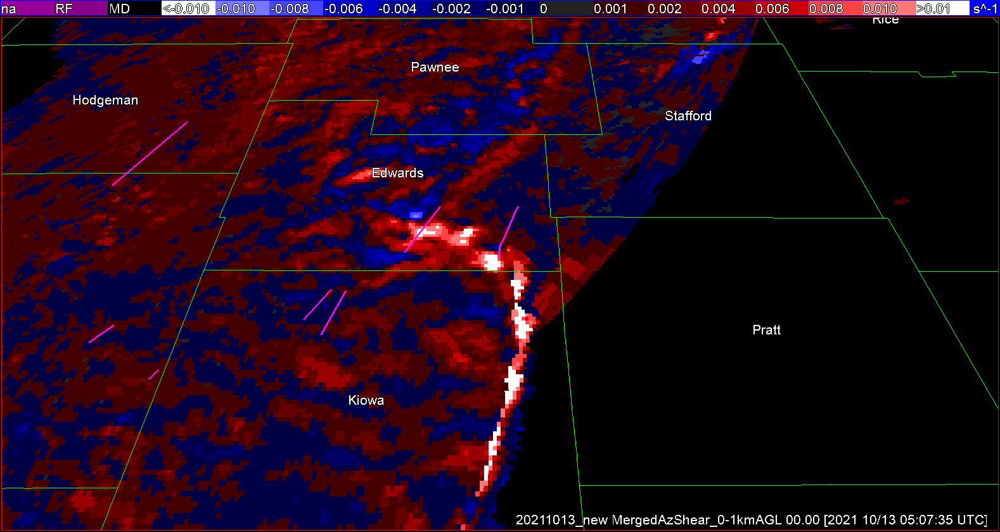 na RF MD <-0.010 -0.010 -0.008 -0.006 -0.004 -0.002 -0.001 0 0.001 0.002 0.004 0.006 0.008 0.010 >0.01 s^-1
Rice
Pawnee
Hodgeman
Stafford
Edwards
Pratt
Kiowa
20211013_new MergedAzShear_0-1kmAGL 00.00 [2021 10/13 05:07:35 UTC]